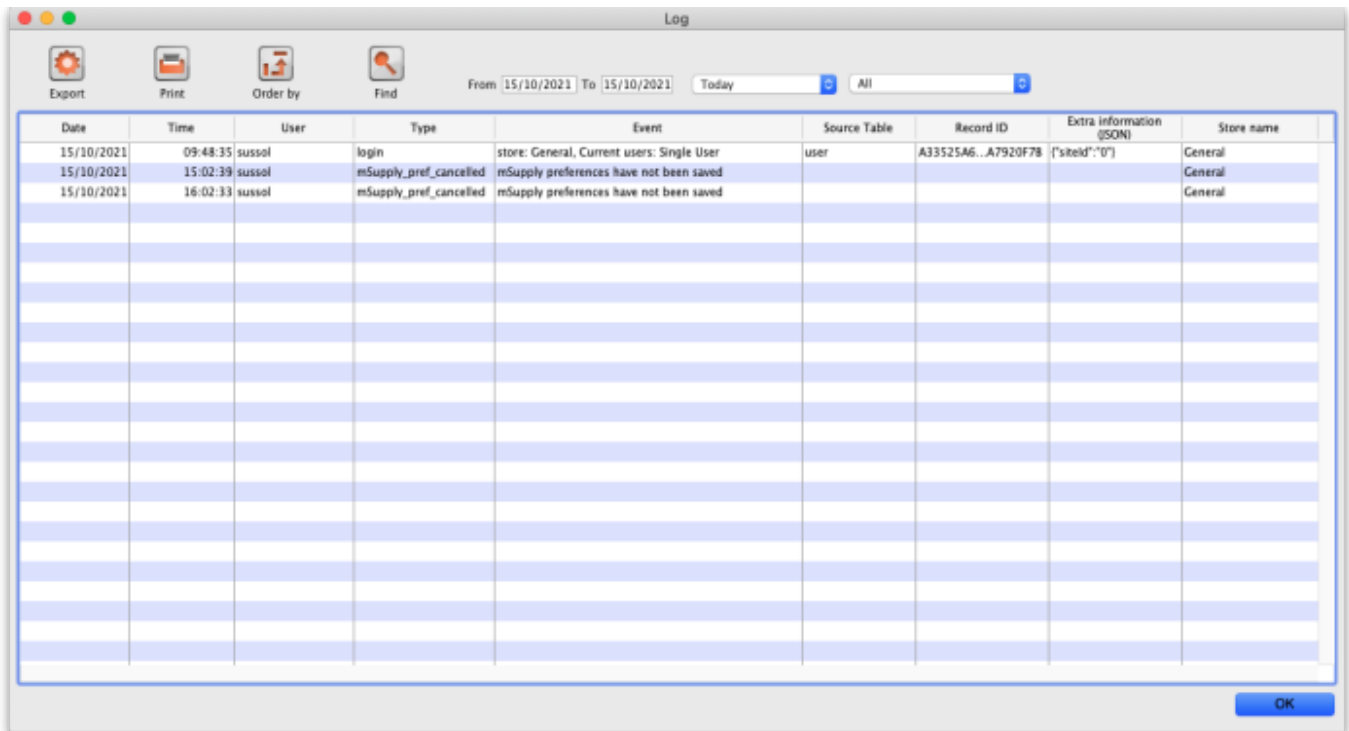 Log
Export
Print
Order by
Find
From 15/10/2021 To 15/10/2021 Today All
Date Time User Type Event Source Table Record ID Extra information (JSON) Store name
15/10/2021 09:48:35 sussol login store: General, Current users: Single User user A33525A6...A7920F7B {"siteId":"0"} General
15/10/2021 15:02:39 sussol mSupply_pref_cancelled mSupply preferences have not been saved General
15/10/2021 16:02:33 sussol mSupply_pref_cancelled mSupply preferences have not been saved General
OK